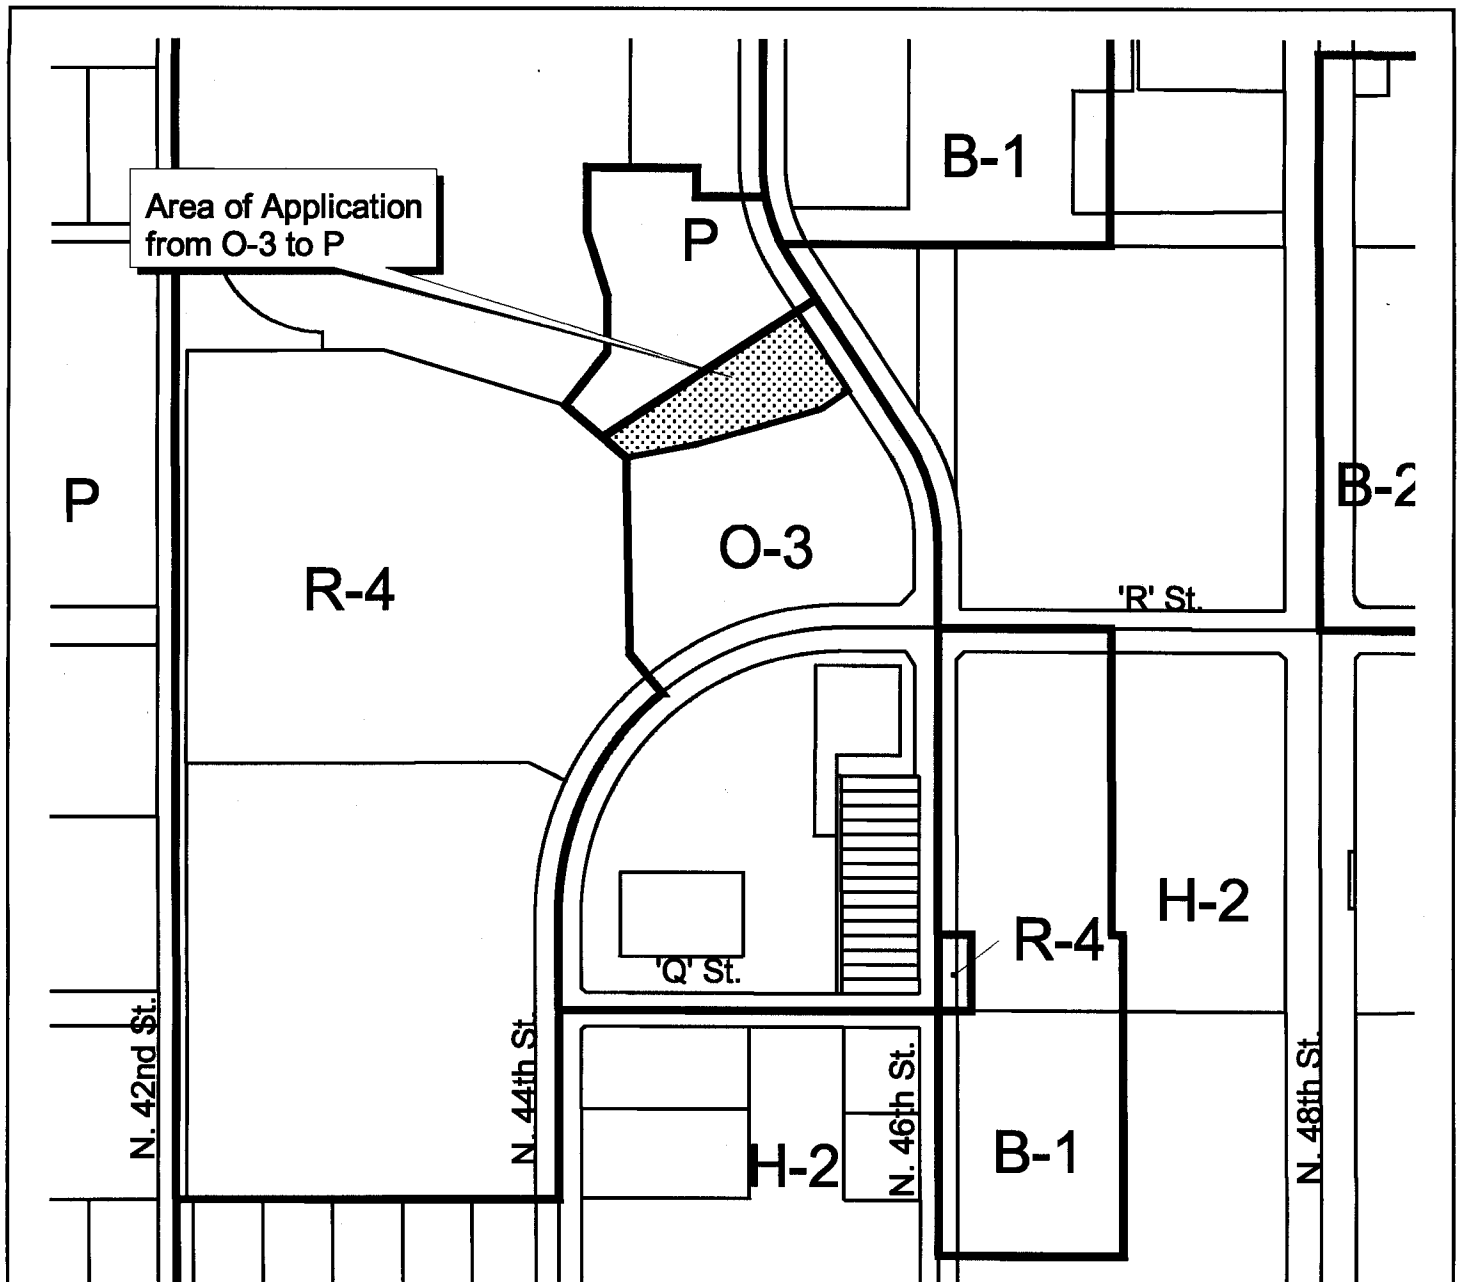 B-1
Area of Application
from O-3 to P
P
P
B-2
O-3
R-4
'R' St.
H-2
R-4
'Q' St.
N. 42nd St.
N. 44th St.
N. 46th St.
N. 48th St.
H-2
B-1